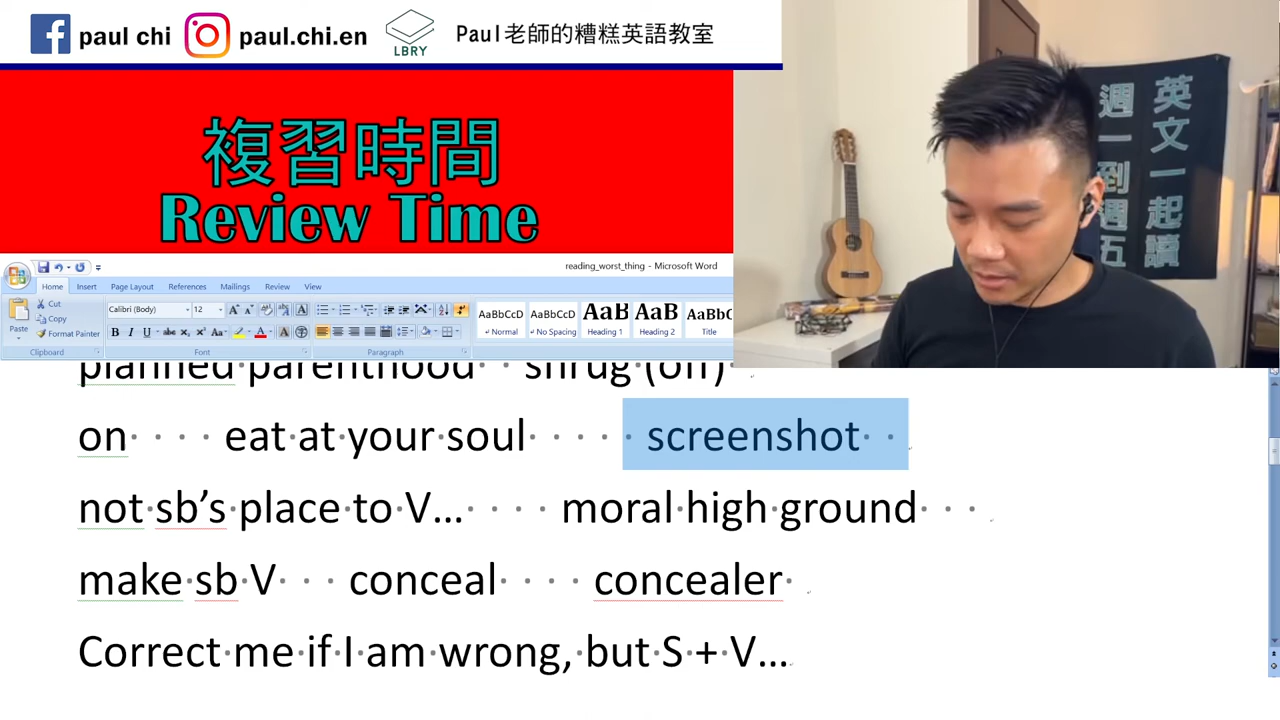 paul chi paul.chi.en LBRY Paul老師的糟糕英語教室
複習時間
Review Time
英文一起讀
週一到週五
reading_worst_thing - Microsoft Word
Home Insert Page Layout References Mailings Review View
Paste Cut Copy Format Painter
Calibri (Body) 12
AaBbCcD AaBbCcD AaB AaB AaBbC
Normal No Spacing Heading 1 Heading 2 Title
Clipboard Font Paragraph
planned parenthood shrug (off)
on eat at your soul screenshot
not sb’s place to V…
moral high ground
make sb V conceal concealer
Correct me if I am wrong, but S + V…